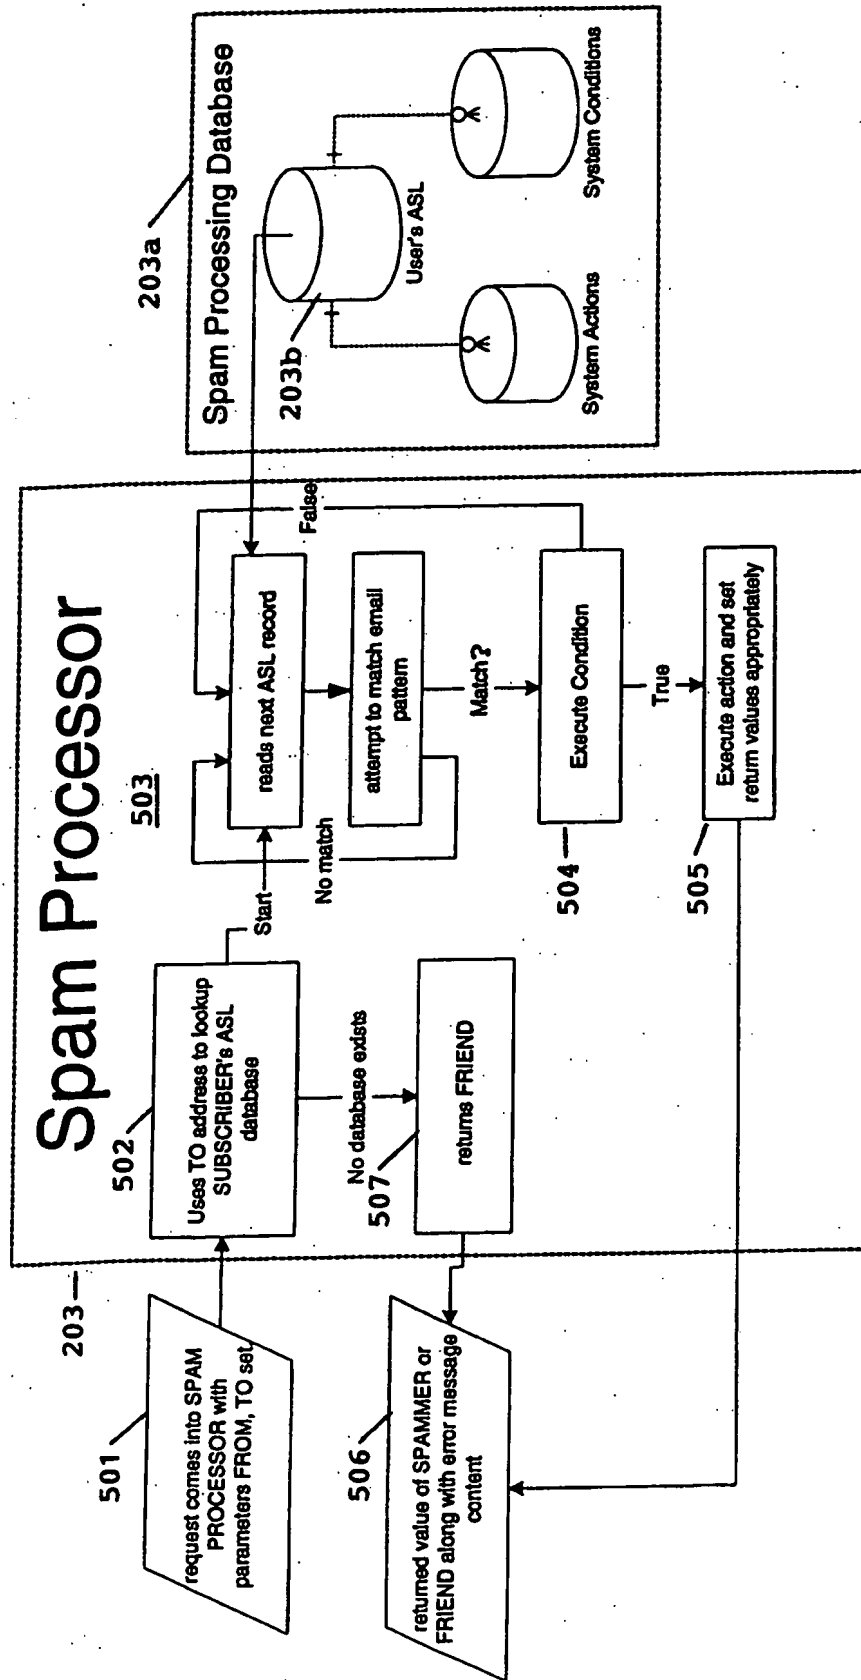 Spam Processor
203
501
request comes into SPAM
PROCESSOR with
parameters FROM, TO set
502
Uses TO address to lookup
SUBSCRIBER's ASL
database
No database exists
507
returns FRIEND
506
returned value of SPAMMER or
FRIEND along with error message
content
503
Start
reads next ASL record
No match
False
attempt to match email
pattern
Match?
504
Execute Condition
True
505
Execute action and set
return values appropriately
203a
Spam Processing Database
203b
User's ASL
System Actions
System Conditions